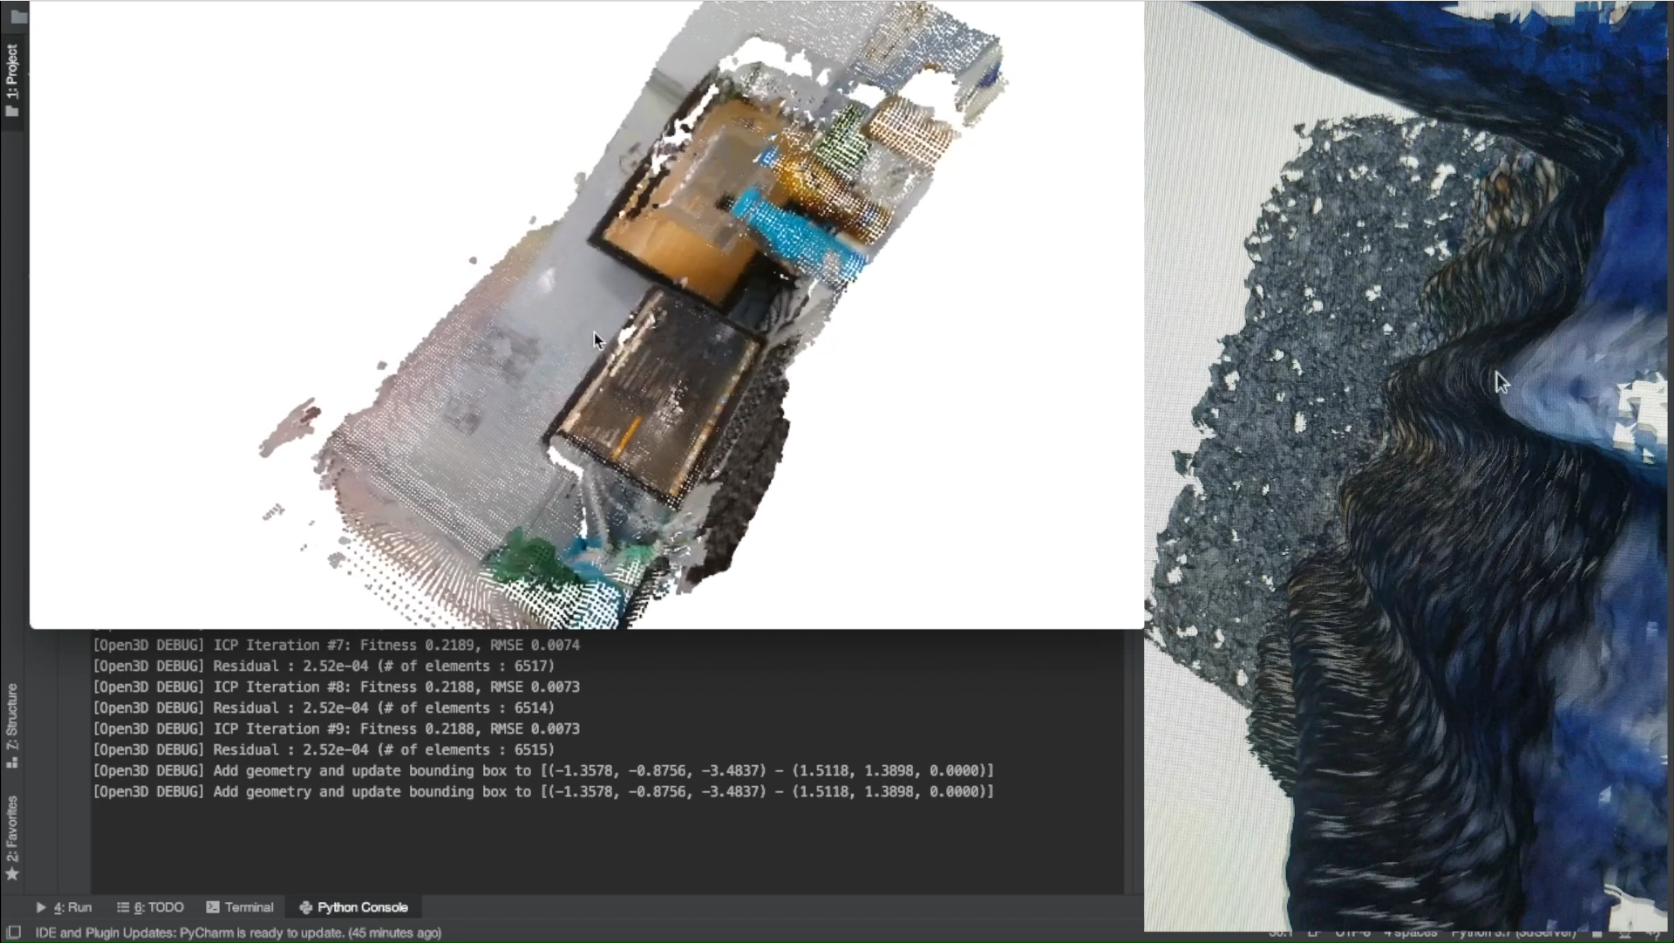 1: Project
[Open3D DEBUG] ICP Iteration #7: Fitness 0.2189, RMSE 0.0074
[Open3D DEBUG] Residual : 2.52e-04 (# of elements : 6517)
[Open3D DEBUG] ICP Iteration #8: Fitness 0.2188, RMSE 0.0073
[Open3D DEBUG] Residual : 2.52e-04 (# of elements : 6514)
[Open3D DEBUG] ICP Iteration #9: Fitness 0.2188, RMSE 0.0073
[Open3D DEBUG] Residual : 2.52e-04 (# of elements : 6515)
[Open3D DEBUG] Add geometry and update bounding box to [(-1.3578, -0.8756, -3.4837) - (1.5118, 1.3898, 0.0000)]
[Open3D DEBUG] Add geometry and update bounding box to [(-1.3578, -0.8756, -3.4837) - (1.5118, 1.3898, 0.0000)]
7: Structure
2: Favorites
4: Run 6: TODO Terminal Python Console
IDE and Plugin Updates: PyCharm is ready to update. (45 minutes ago) 4 spaces Python 3.7